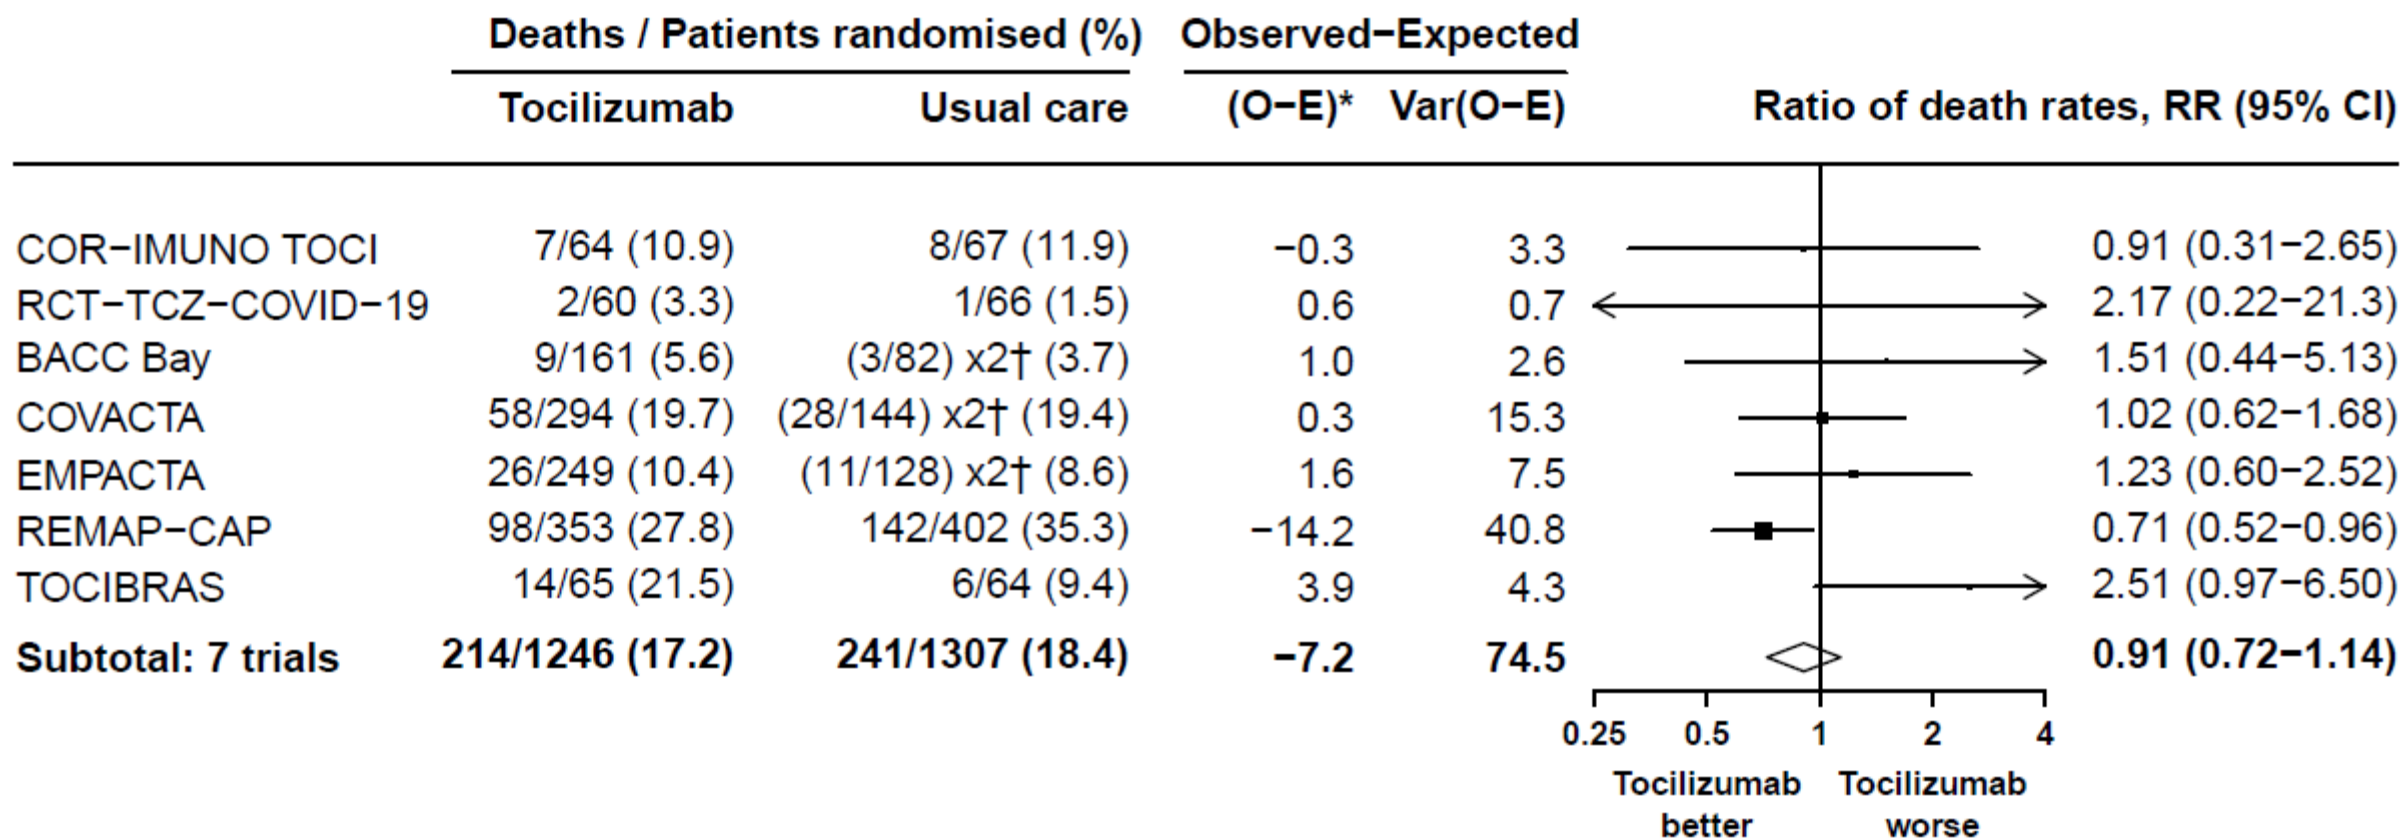 Deaths / Patients randomised (%) Observed−Expected
Tocilizumab Usual care (O−E)* Var(O−E) Ratio of death rates, RR (95% CI)
COR−IMUNO TOCI 7/64 (10.9) 8/67 (11.9) −0.3 3.3 0.91 (0.31−2.65)
RCT−TCZ−COVID−19 2/60 (3.3) 1/66 (1.5) 0.6 0.7 2.17 (0.22−21.3)
BACC Bay 9/161 (5.6) (3/82) x2† (3.7) 1.0 2.6 1.51 (0.44−5.13)
COVACTA 58/294 (19.7) (28/144) x2† (19.4) 0.3 15.3 1.02 (0.62−1.68)
EMPACTA 26/249 (10.4) (11/128) x2† (8.6) 1.6 7.5 1.23 (0.60−2.52)
REMAP−CAP 98/353 (27.8) 142/402 (35.3) −14.2 40.8 0.71 (0.52−0.96)
TOCIBRAS 14/65 (21.5) 6/64 (9.4) 3.9 4.3 2.51 (0.97−6.50)
Subtotal: 7 trials 214/1246 (17.2) 241/1307 (18.4) −7.2 74.5 0.91 (0.72−1.14)
0.25 0.5 1 2 4
Tocilizumab Tocilizumab
better worse